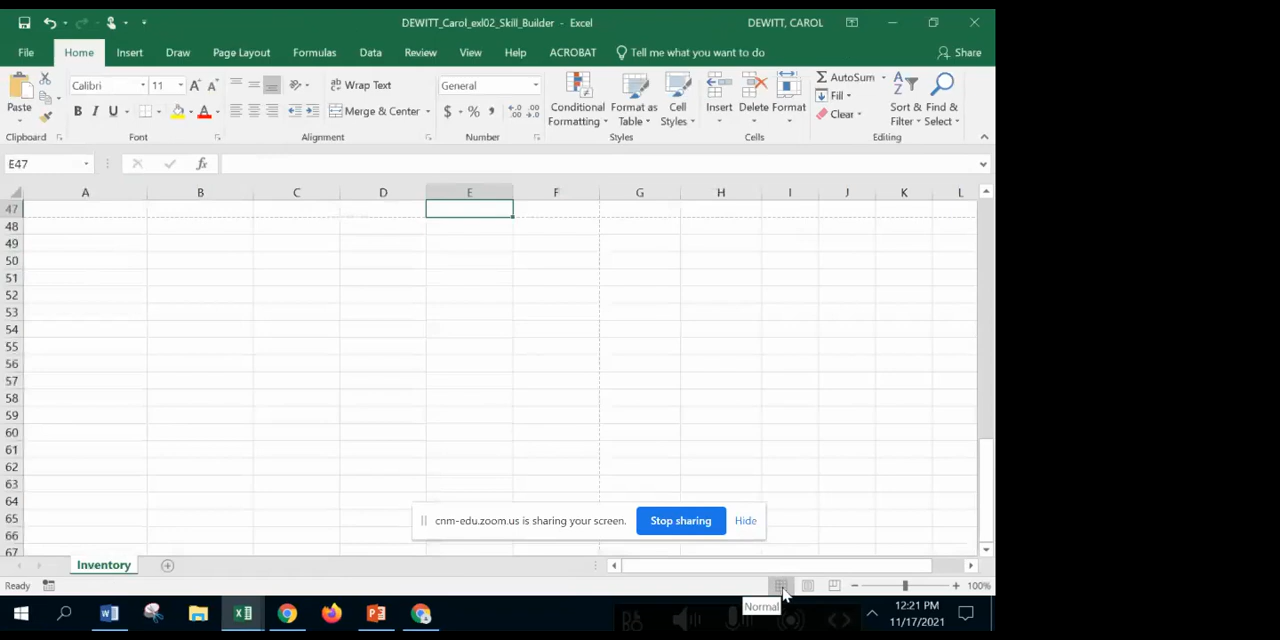 DEWITT_Carol_exl02_Skill_Builder - Excel DEWITT, CAROL
File Home Insert Draw Page Layout Formulas Data Review View Help ACROBAT Tell me what you want to do Share
Calibri 11 A A Wrap Text General AutoSum
Fill
Paste B I U A Merge & Center $ % , Conditional Formatting Format as Table Cell Styles Insert Delete Format Clear Sort & Filter Find & Select
Clipboard Font Alignment Number Styles Cells Editing
E47 fx
A B C D E F G H I J K L
47
48
49
50
51
52
53
54
55
56
57
58
59
60
61
62
63
64
cnm-edu.zoom.us is sharing your screen. Stop sharing Hide
65
66
67
Inventory
Ready 100%
Normal
12:21 PM
11/17/2021